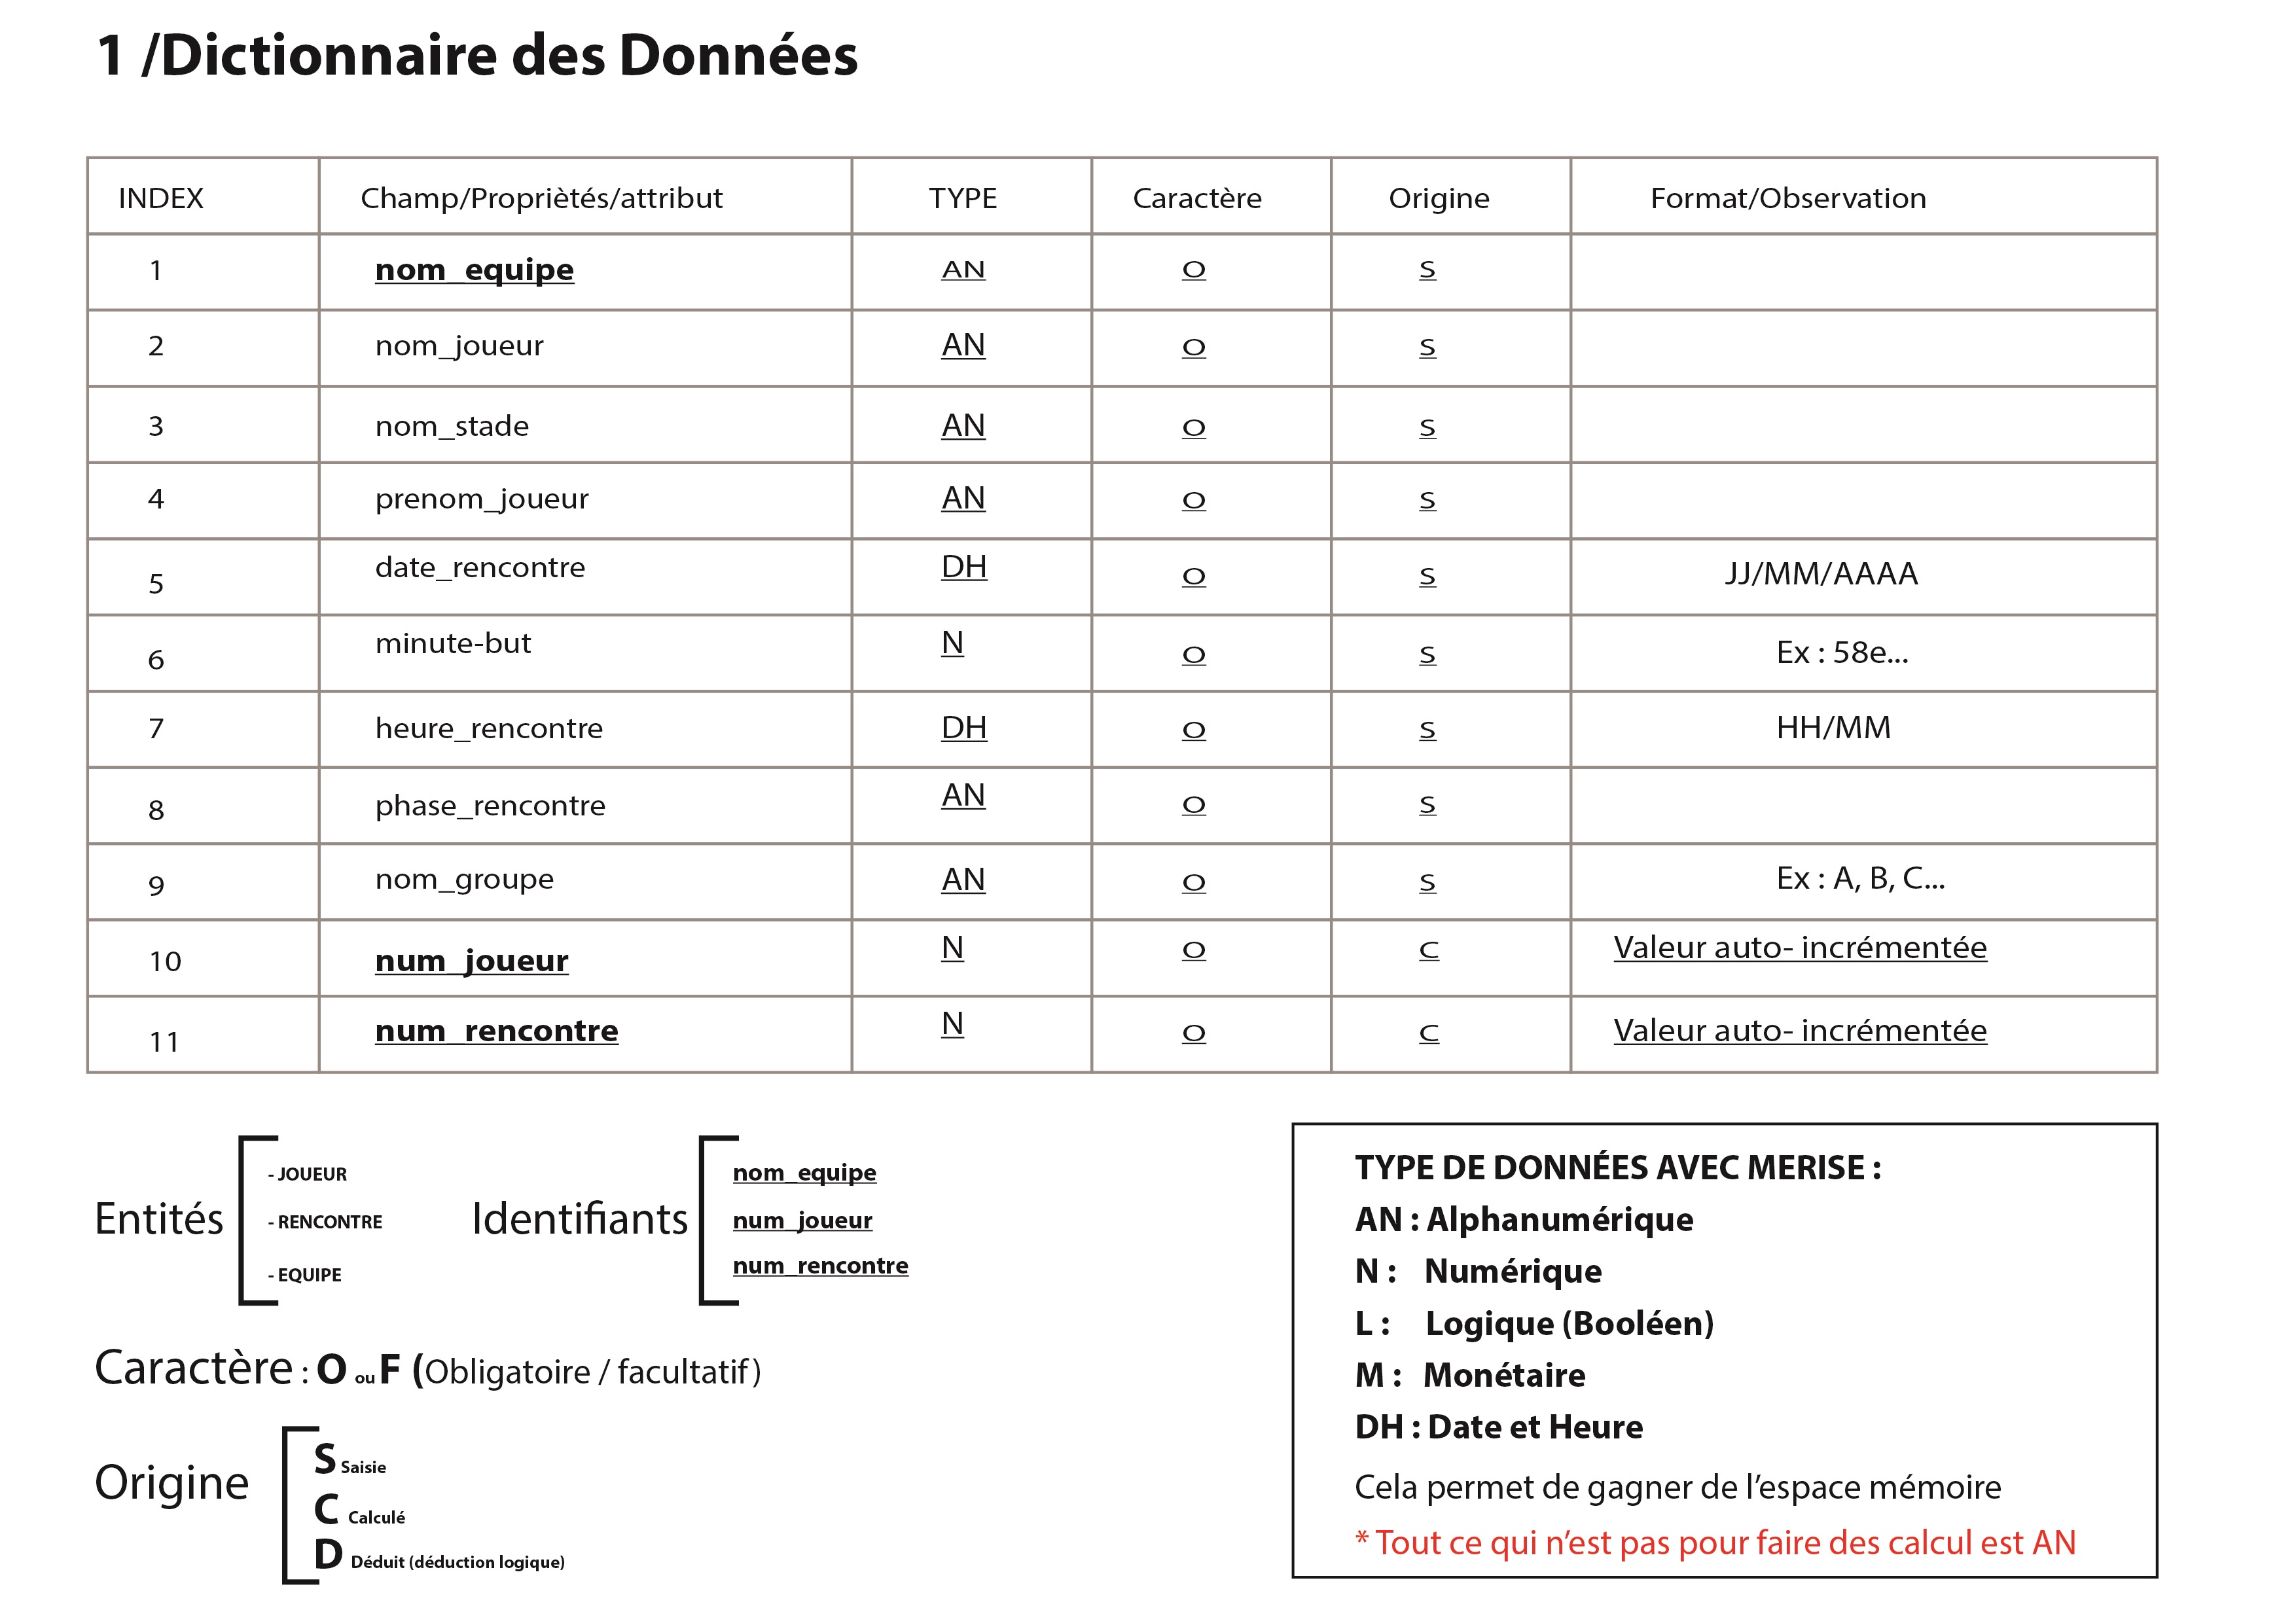 1 /Dictionnaire des Données
INDEX Champ/Propriètés/attribut TYPE Caractère Origine Format/Observation
1 nom_equipe AN O S
2 nom_joueur AN O S
3 nom_stade AN O S
4 prenom_joueur AN O S
5 date_rencontre DH O S JJ/MM/AAAA
6 minute-but N O S Ex : 58e...
7 heure_rencontre DH O S HH/MM
8 phase_rencontre AN O S
9 nom_groupe AN O S Ex : A, B, C...
10 num_joueur N O C Valeur auto- incrémentée
11 num_rencontre N O C Valeur auto- incrémentée
Entités
- JOUEUR
- RENCONTRE
- EQUIPE
Identifiants
nom_equipe
num_joueur
num_rencontre
Caractère : O ou F (Obligatoire / facultatif)
Origine
S Saisie
C Calculé
D Déduit (déduction logique)
TYPE DE DONNÉES AVEC MERISE :
AN : Alphanumérique
N : Numérique
L : Logique (Booléen)
M : Monétaire
DH : Date et Heure
Cela permet de gagner de l'espace mémoire
* Tout ce qui n'est pas pour faire des calcul est AN